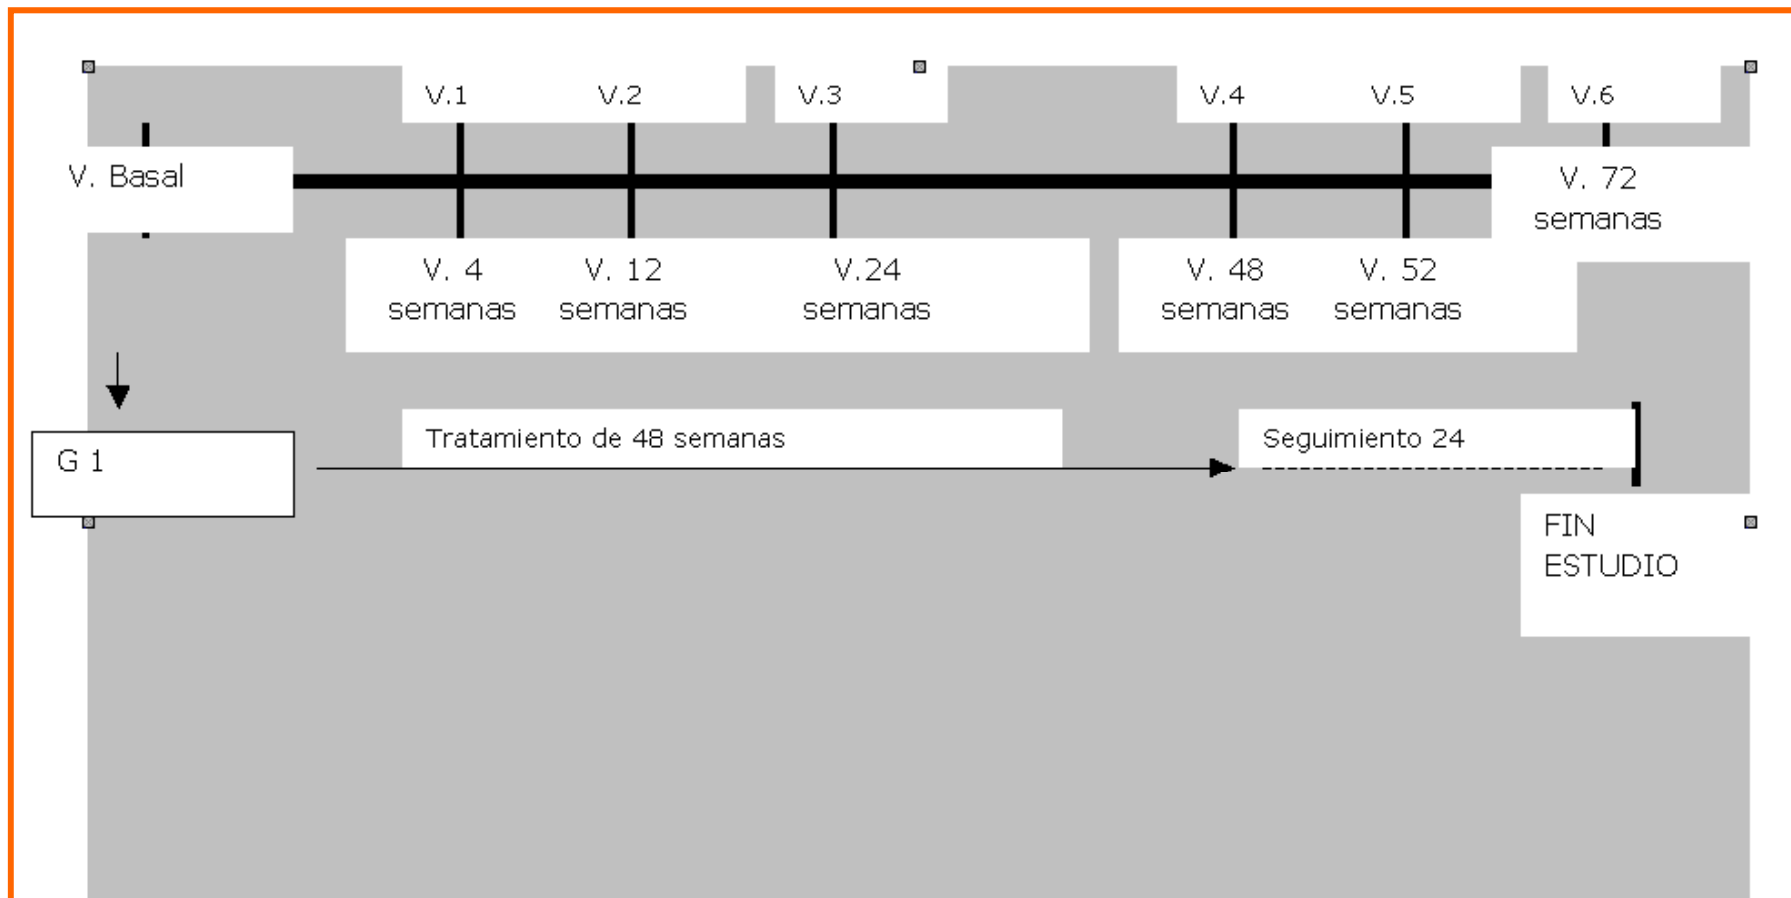 V.1 V.2 V.3 V.4 V.5 V.6
V. Basal
V. 4 semanas
V. 12 semanas
V.24 semanas
V. 48 semanas
V. 52 semanas
V. 72
semanas
G 1
Tratamiento de 48 semanas
Seguimiento 24
FIN
ESTUDIO